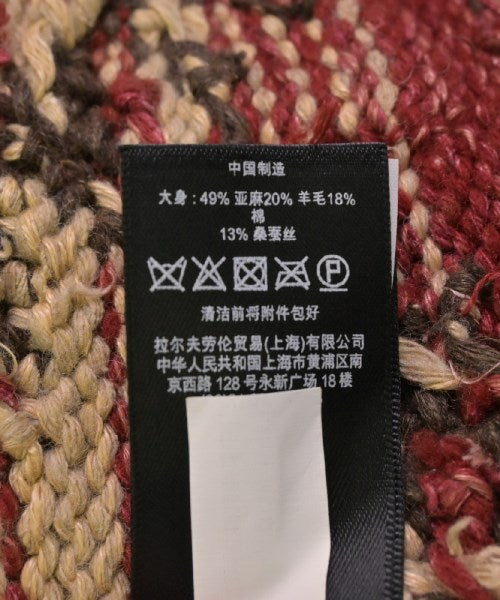 中国制造
大身 : 49% 亚麻20% 羊毛18%
棉
13% 桑蚕丝
P
清洁前将附件包好
拉尔夫劳伦贸易(上海)有限公司
中华人民共和国上海市黄浦区南
京西路 128 号永新广场 18 楼